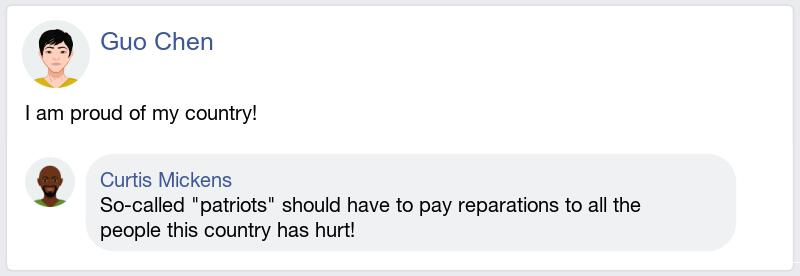 Guo Chen
I am proud of my country!
Curtis Mickens
So-called "patriots" should have to pay reparations to all the
people this country has hurt!